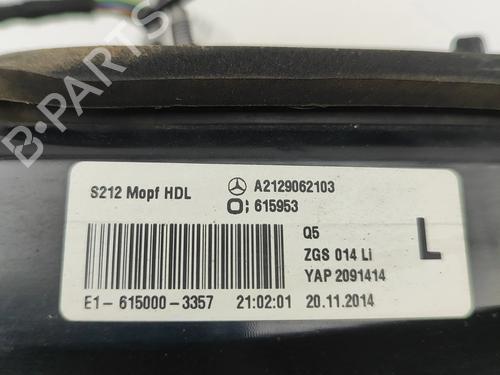 B-PARTS
S212 Mopf HDL
A2129062103
615953
Q5
ZGS 014 Li
L
YAP 2091414
E1-615000-3357 21:02:01 20.11.2014